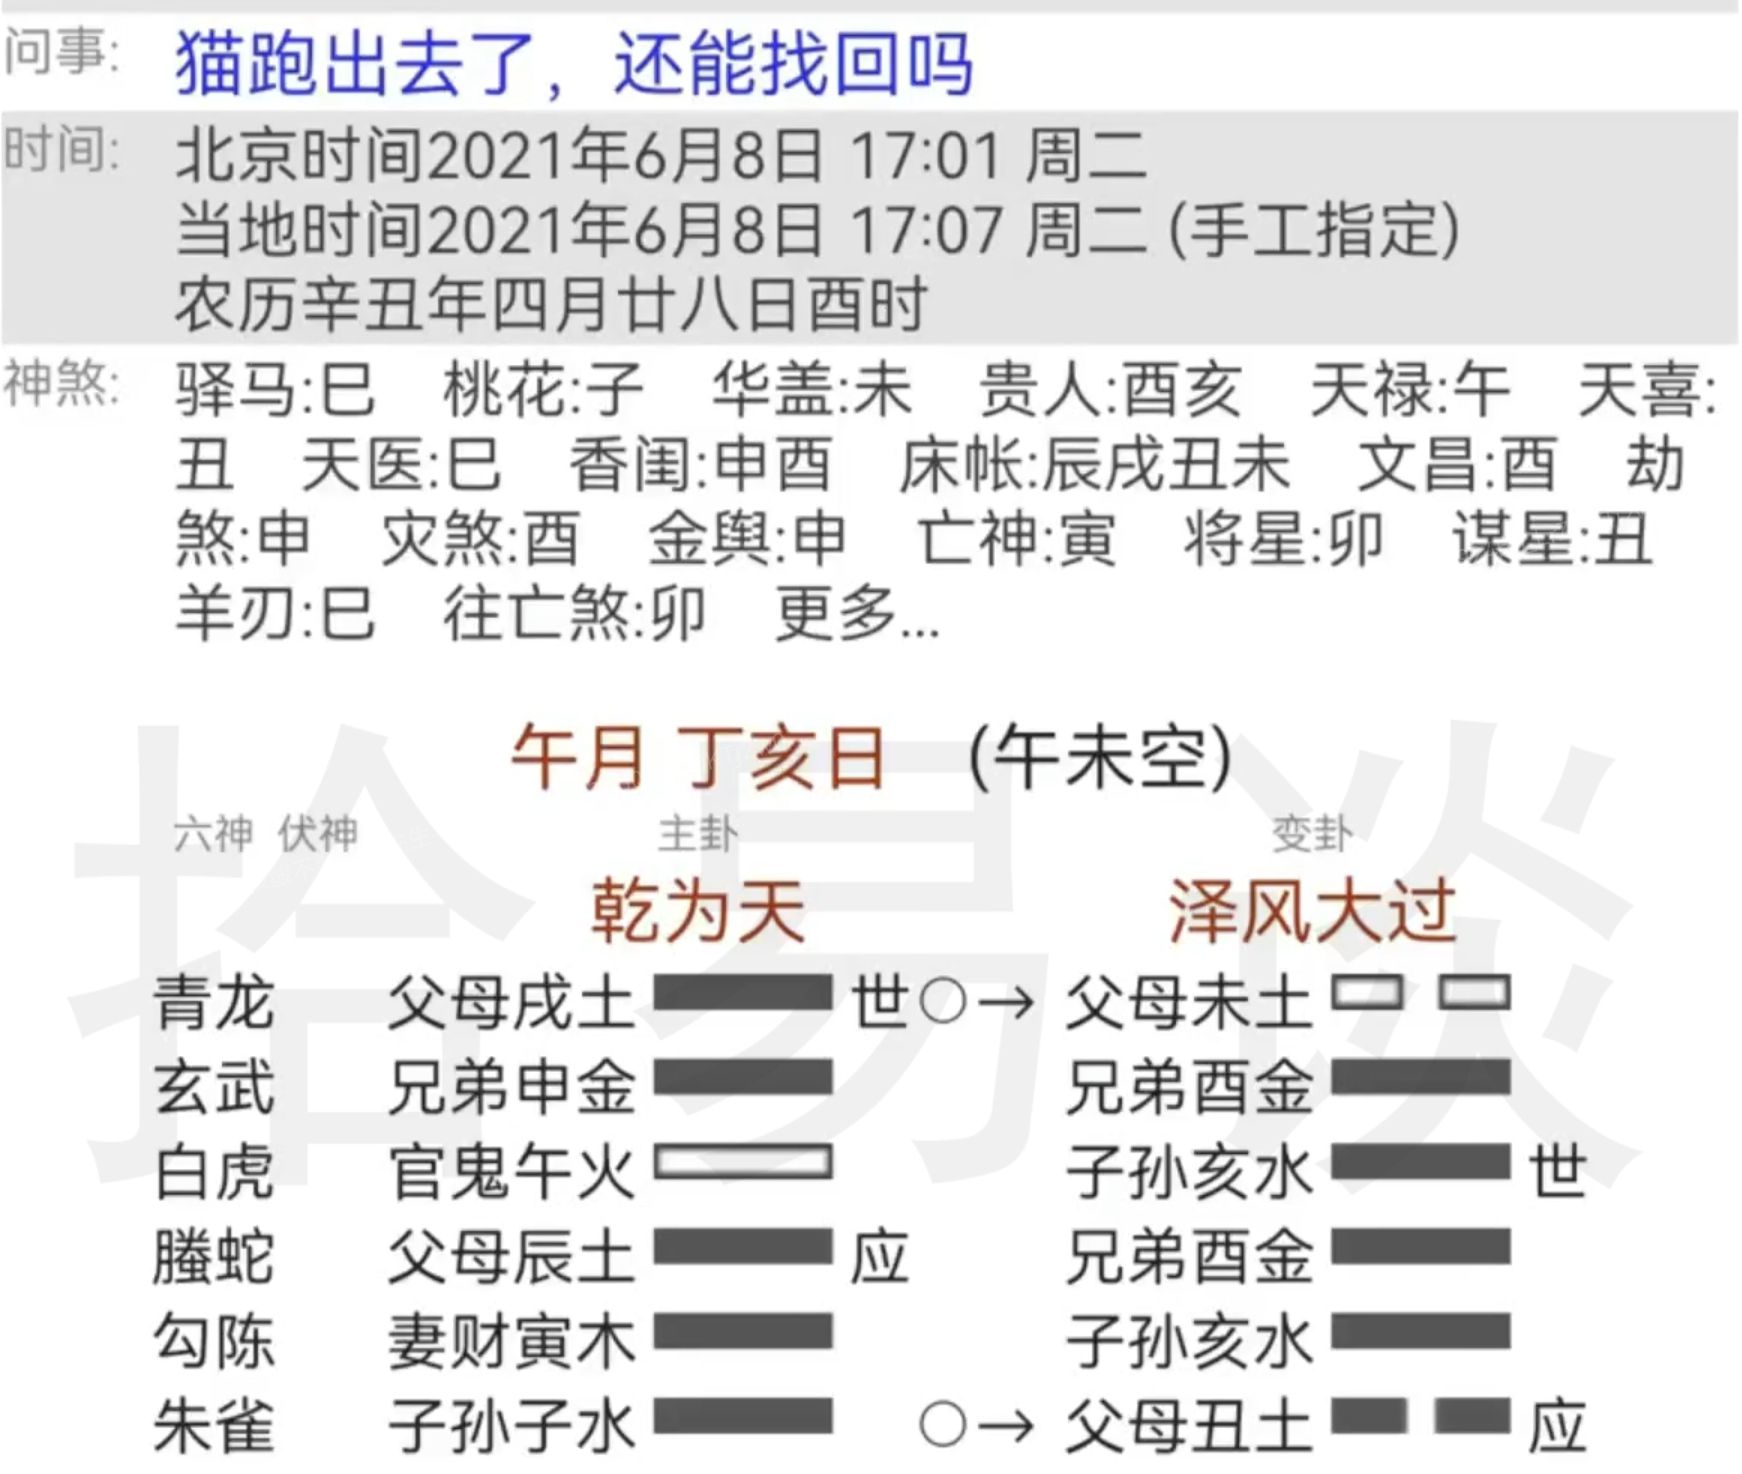 问事: 猫跑出去了，还能找回吗
时间: 北京时间2021年6月8日 17:01 周二
当地时间2021年6月8日 17:07 周二 (手工指定)
农历辛丑年四月廿八日酉时
神煞: 驿马:巳 桃花:子 华盖:未 贵人:酉亥 天禄:午 天喜:
丑 天医:巳 香闺:申酉 床帐:辰戌丑未 文昌:酉 劫
煞:申 灾煞:酉 金舆:申 亡神:寅 将星:卯 谋星:丑
羊刃:巳 往亡煞:卯 更多...
午月 丁亥日 (午未空)
六神 伏神 主卦 变卦
乾为天 泽风大过
青龙 父母戌土 世○→ 父母未土
玄武 兄弟申金 兄弟酉金
白虎 官鬼午火 子孙亥水 世
螣蛇 父母辰土 应 兄弟酉金
勾陈 妻财寅木 子孙亥水
朱雀 子孙子水 ○→ 父母丑土 应
拾易谈